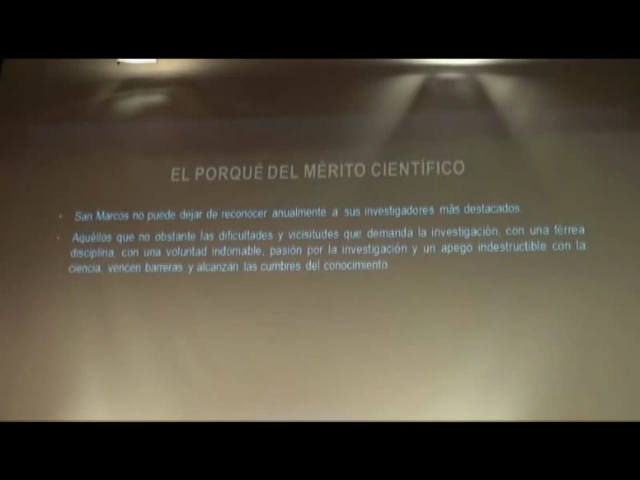 EL PORQUÉ DEL MÉRITO CIENTÍFICO
• San Marcos no puede dejar de reconocer anualmente a sus investigadores más destacados.
• Aquéllos que no obstante las dificultades y vicisitudes que demanda la investigación, con una férrea
disciplina, con una voluntad indomable, pasión por la investigación y un apego indestructible con la
ciencia, vencen barreras y alcanzan las cumbres del conocimiento